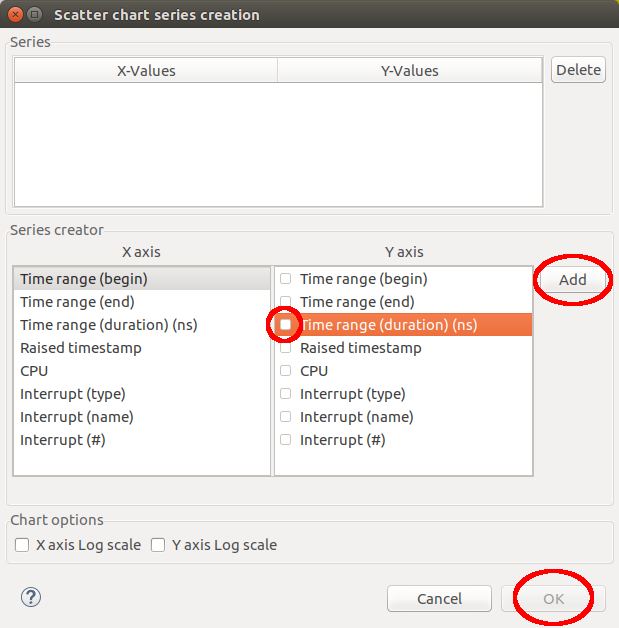 Scatter chart series creation
Series
X-Values Y-Values Delete
Series creator
X axis Y axis
Time range (begin) Time range (begin) Add
Time range (end) Time range (end)
Time range (duration) (ns) Time range (duration) (ns)
Raised timestamp Raised timestamp
CPU CPU
Interrupt (type) Interrupt (type)
Interrupt (name) Interrupt (name)
Interrupt (#) Interrupt (#)
Chart options
X axis Log scale Y axis Log scale
? Cancel OK